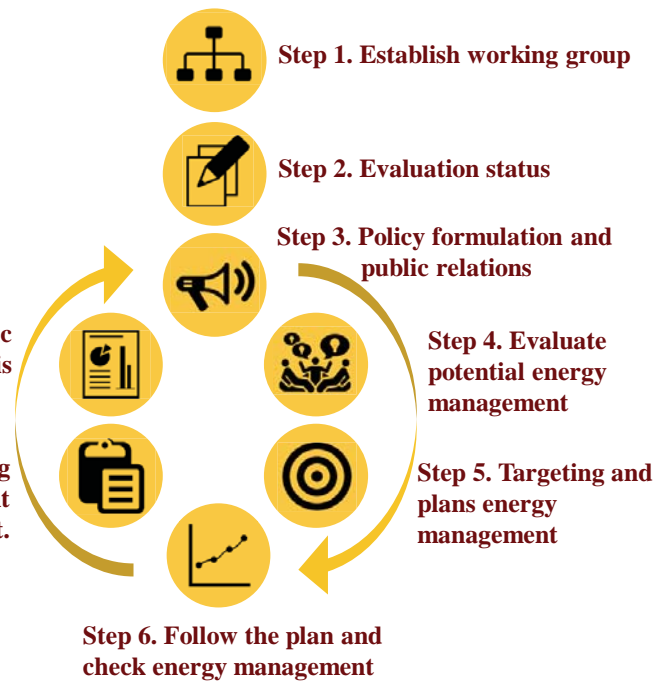 Step 1. Establish working group
Step 2. Evaluation status
Step 3. Policy formulation and
public relations
Step 4. Evaluate
potential energy
management
Step 5. Targeting and
plans energy
management
Step 6. Follow the plan and
check energy management